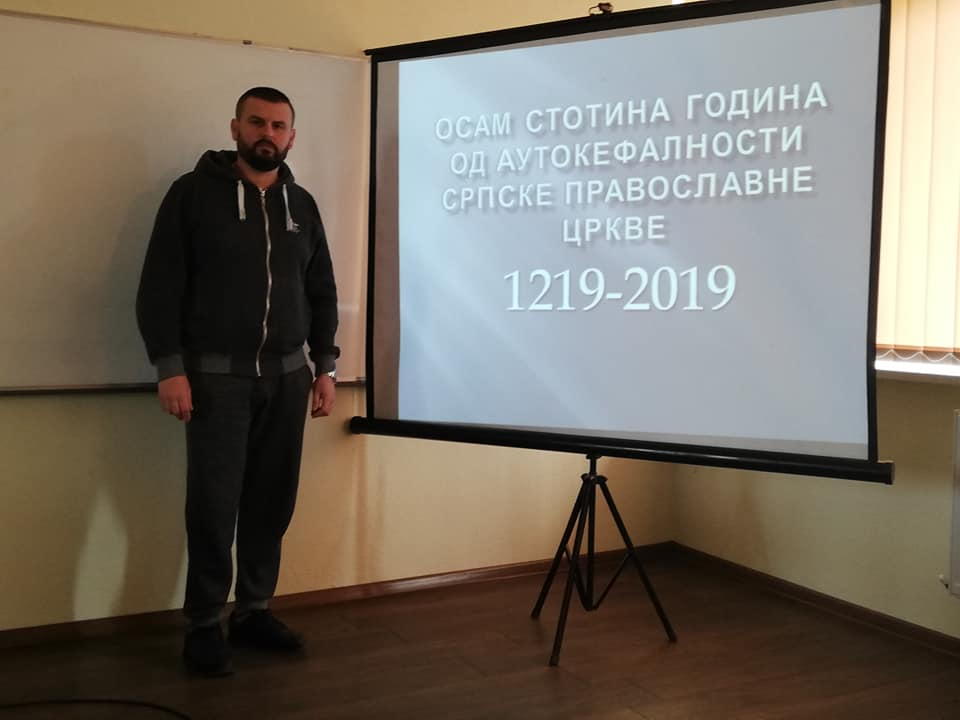 ОСАМ СТОТИНА ГОДИНА
ОД АУТОКЕФАЛНОСТИ
СРПСКЕ ПРАВОСЛАВНЕ
ЦРКВЕ
1219-2019